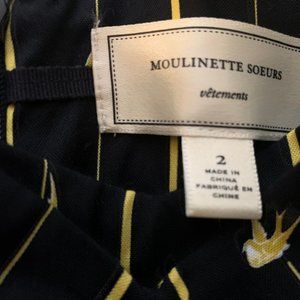 MOULINETTE SOEURS
vêtements
2
MADE IN
CHINA
FABRIQUÉ EN
CHINE